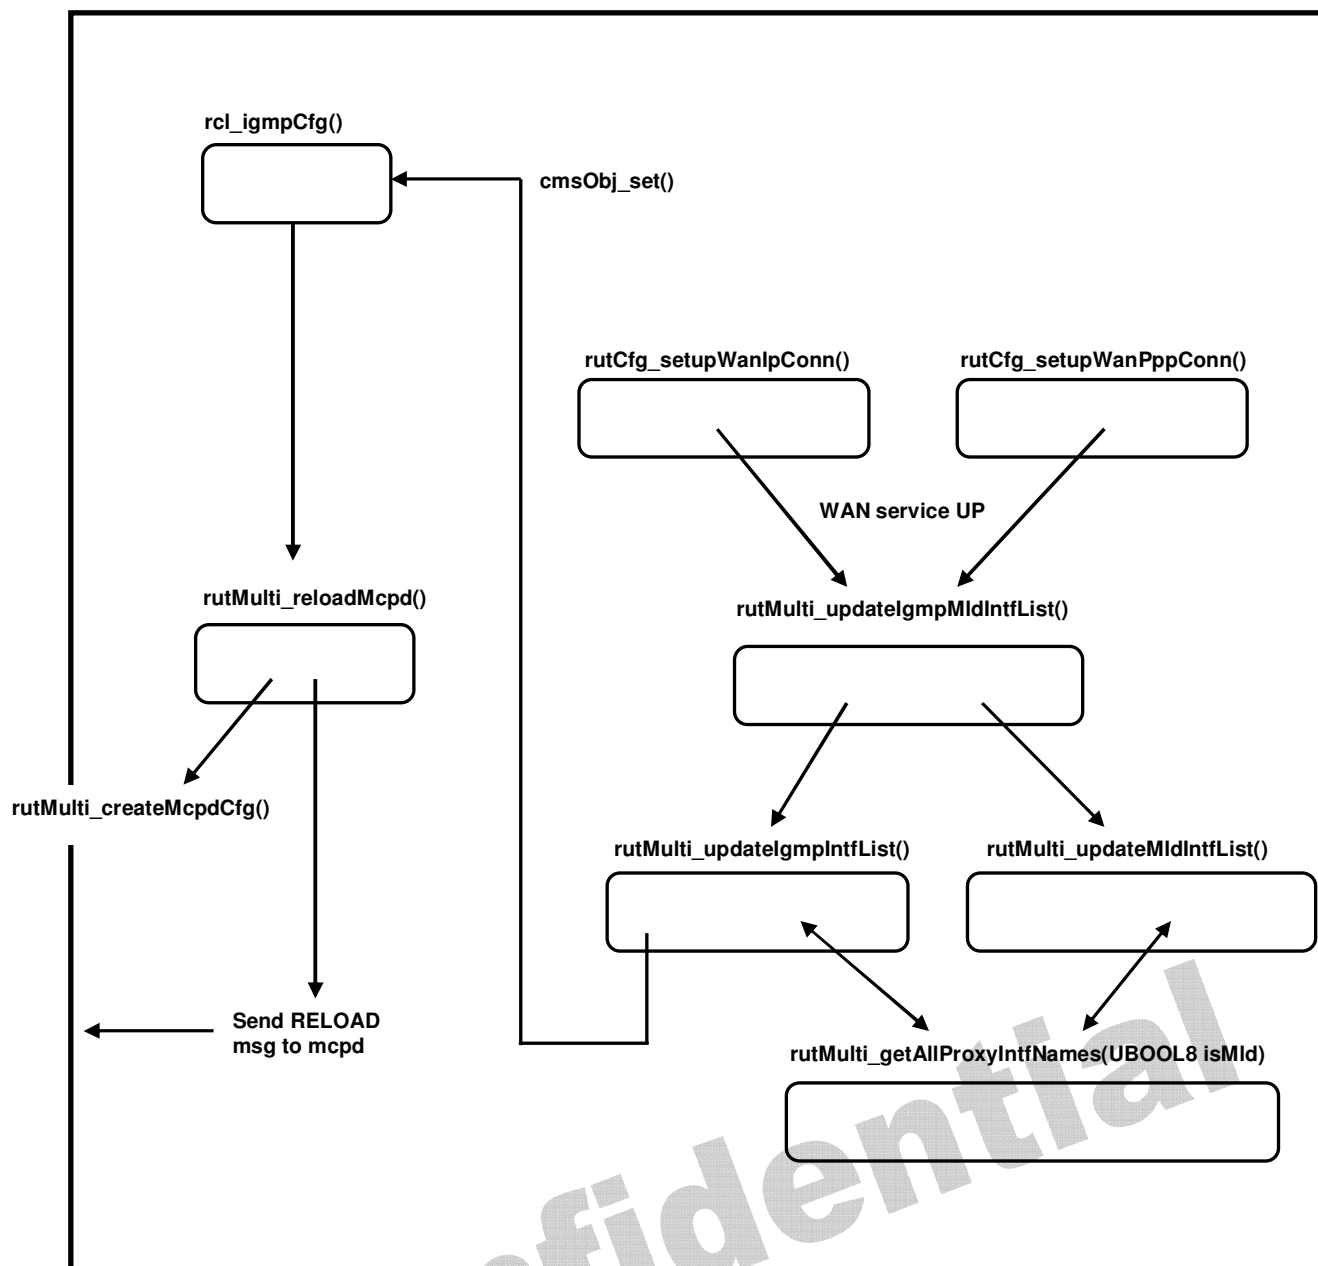 rcl_igmpCfg()
cmsObj_set()
rutCfg_setupWanIpConn()
rutCfg_setupWanPppConn()
WAN service UP
rutMulti_reloadMcpd()
rutMulti_updateIgmpMldIntfList()
rutMulti_createMcpdCfg()
rutMulti_updateIgmpIntfList()
rutMulti_updateMldIntfList()
Send RELOAD
msg to mcpd
rutMulti_getAllProxyIntfNames(UBOOL8 isMld)
nfidential